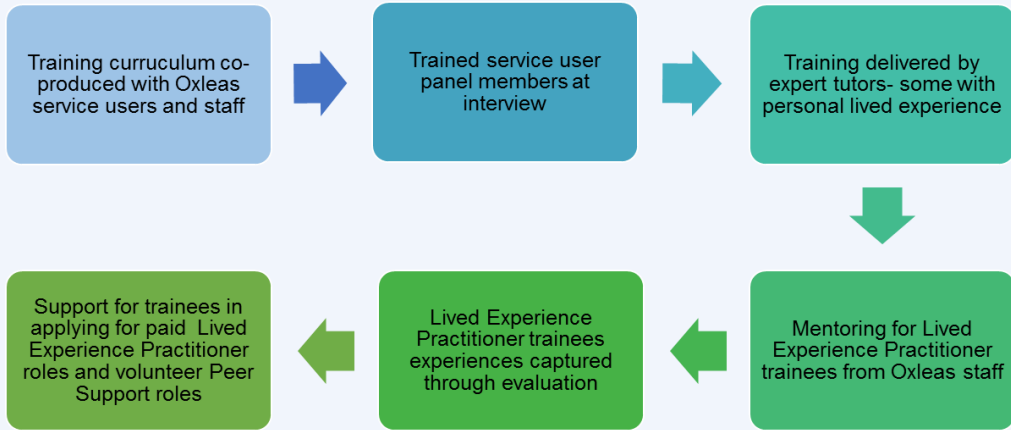 Training curruculum co-
produced with Oxleas
service users and staff
Trained service user
panel members at
interview
Training delivered by
expert tutors- some with
personal lived experience
Mentoring for Lived
Experience Practitioner
trainees from Oxleas staff
Lived Experience
Practitioner trainees
experiences captured
through evaluation
Support for trainees in
applying for paid  Lived
Experience Practitioner
roles and volunteer Peer
Support roles